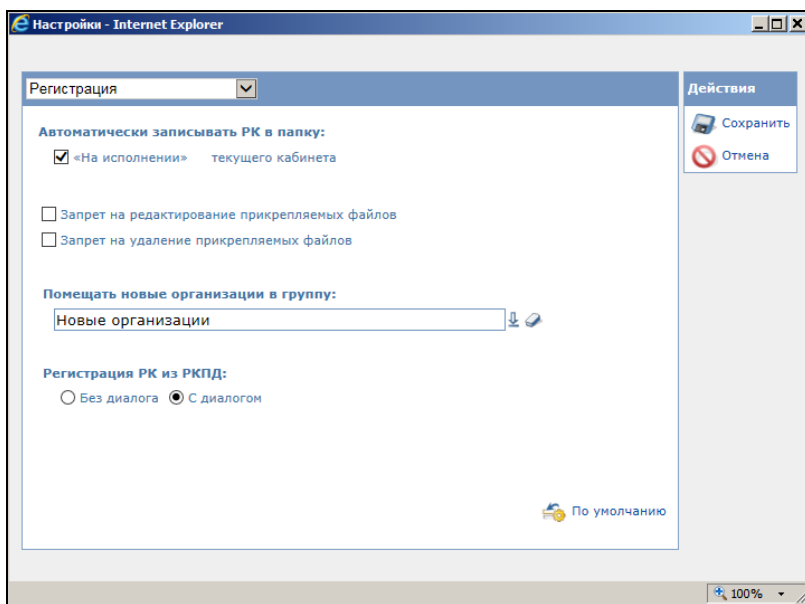 Настройки - Internet Explorer
Регистрация
Действия
Автоматически записывать РК в папку:
«На исполнении» текущего кабинета
Сохранить
Отмена
Запрет на редактирование прикрепляемых файлов
Запрет на удаление прикрепляемых файлов
Помещать новые организации в группу:
Новые организации
Регистрация РК из РКПД:
Без диалога С диалогом
По умолчанию
100%